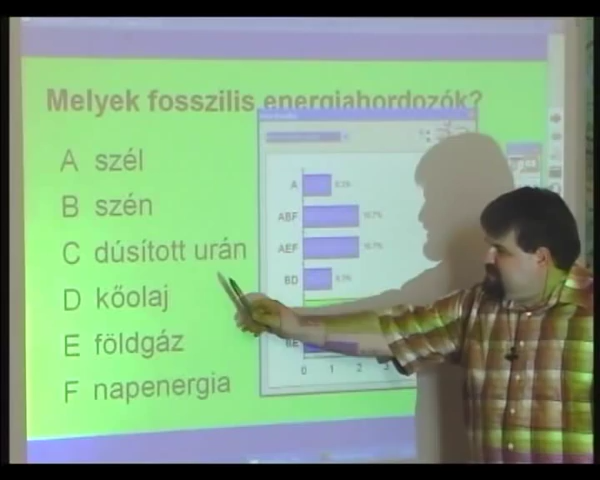 Melyek fosszilis energiahordozók?
A szél
B szén
C dúsított urán
D kőolaj
E földgáz
F napenergia
A
ABF
AEF
BD
BE
0 1 2